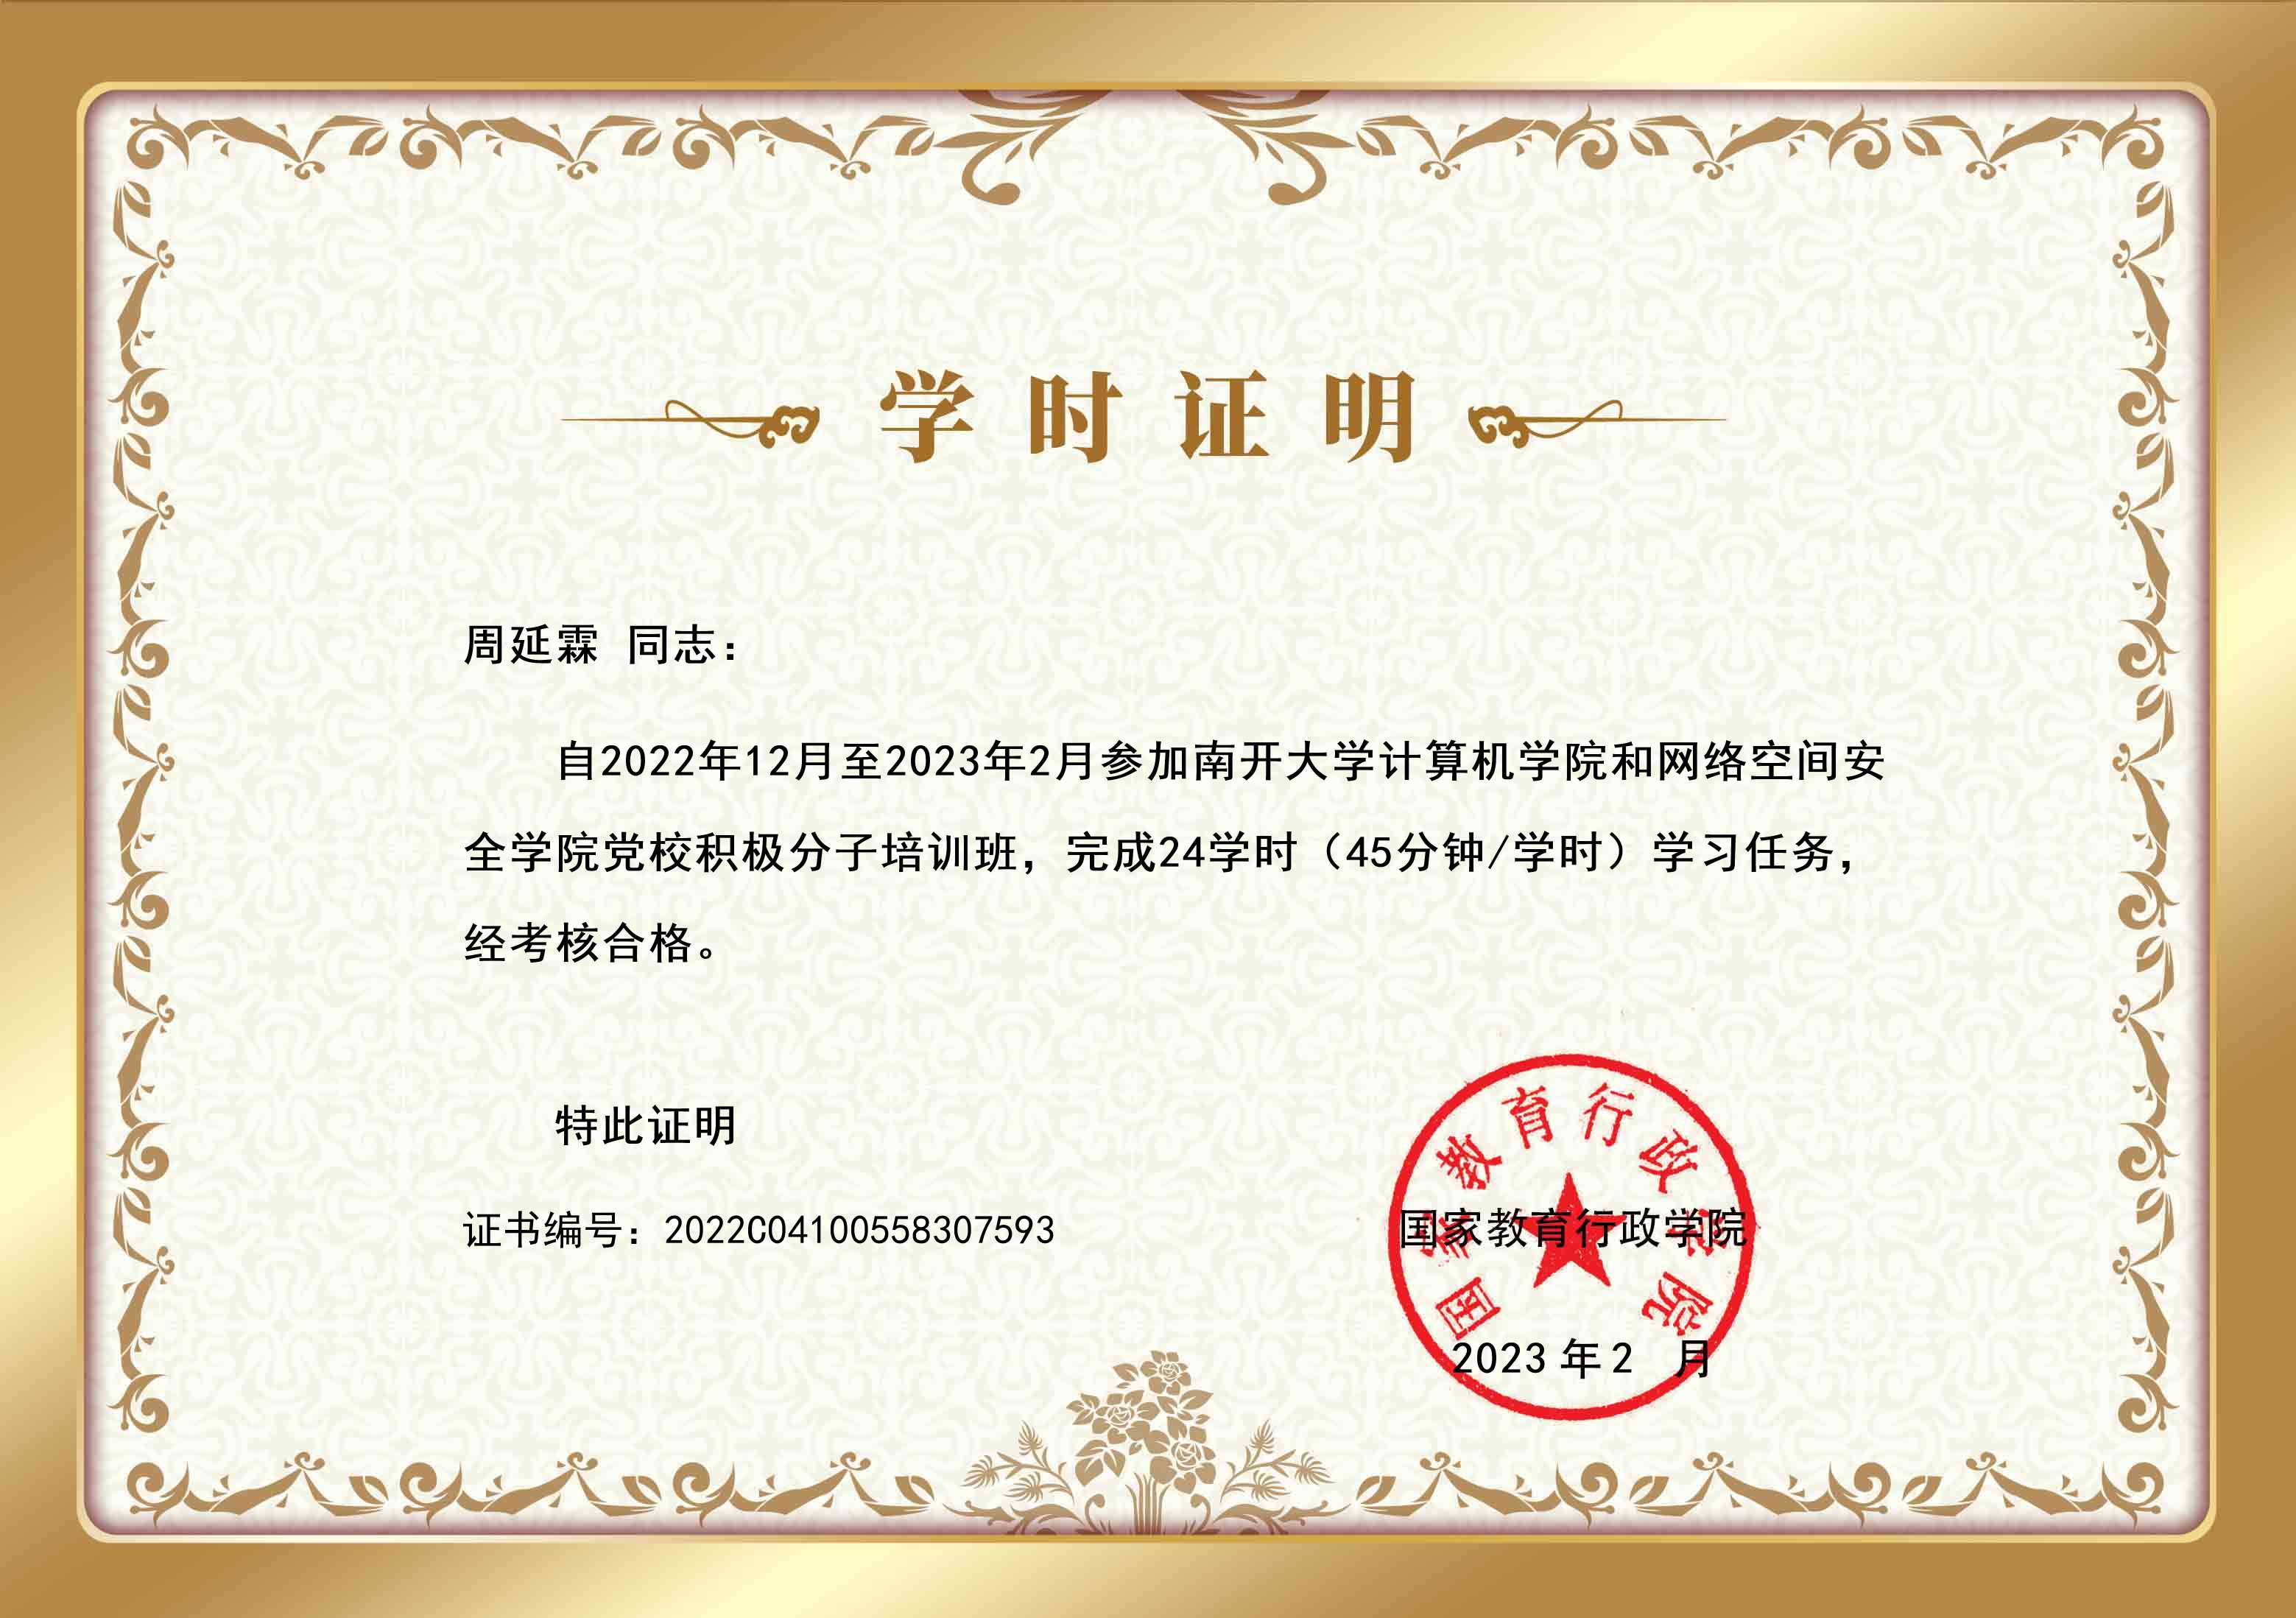 学时证明
周延霖 同志：
自2022年12月至2023年2月参加南开大学计算机学院和网络空间安
全学院党校积极分子培训班，完成24学时（45分钟/学时）学习任务，
经考核合格。
特此证明
证书编号：2022C04100558307593
国家教育行政学院
国家教育行政学院
2023 年 2 月